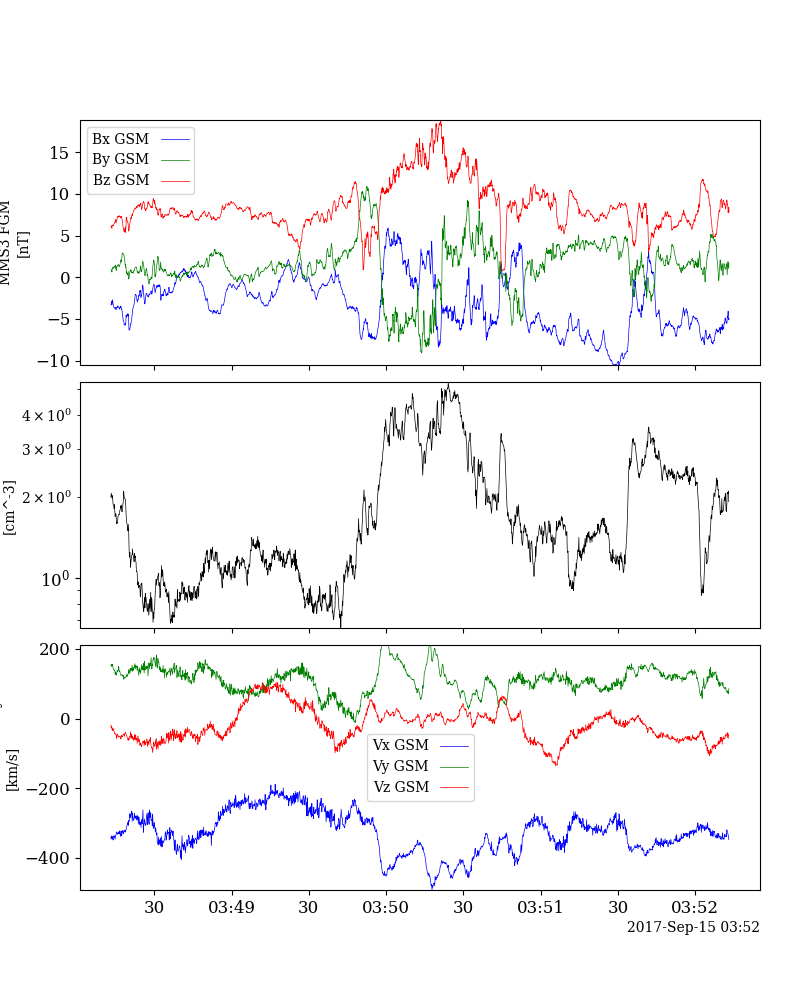 MMS3 FGM
[nT]
Bx GSM
By GSM
Bz GSM
15
10
5
0
−5
−10
[cm^-3]
4 × 10⁰
3 × 10⁰
2 × 10⁰
10⁰
[km/s]
200
0
−200
−400
Vx GSM
Vy GSM
Vz GSM
30 03:49 30 03:50 30 03:51 30 03:52
2017-Sep-15 03:52